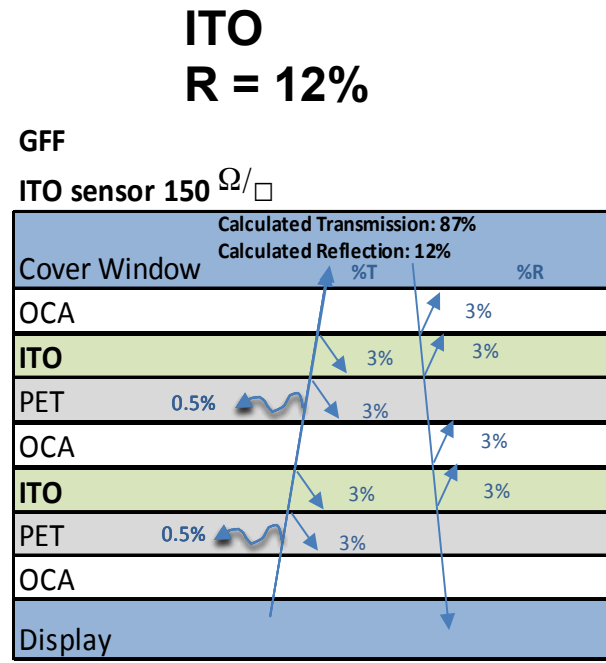 ITO
R = 12%
GFF
ITO sensor 150 Ω/□
Calculated Transmission: 87%
Calculated Reflection: 12%
Cover Window %T %R
OCA 3%
ITO 3% 3%
PET 0.5% 3%
OCA 3%
ITO 3% 3%
PET 0.5% 3%
OCA
Display